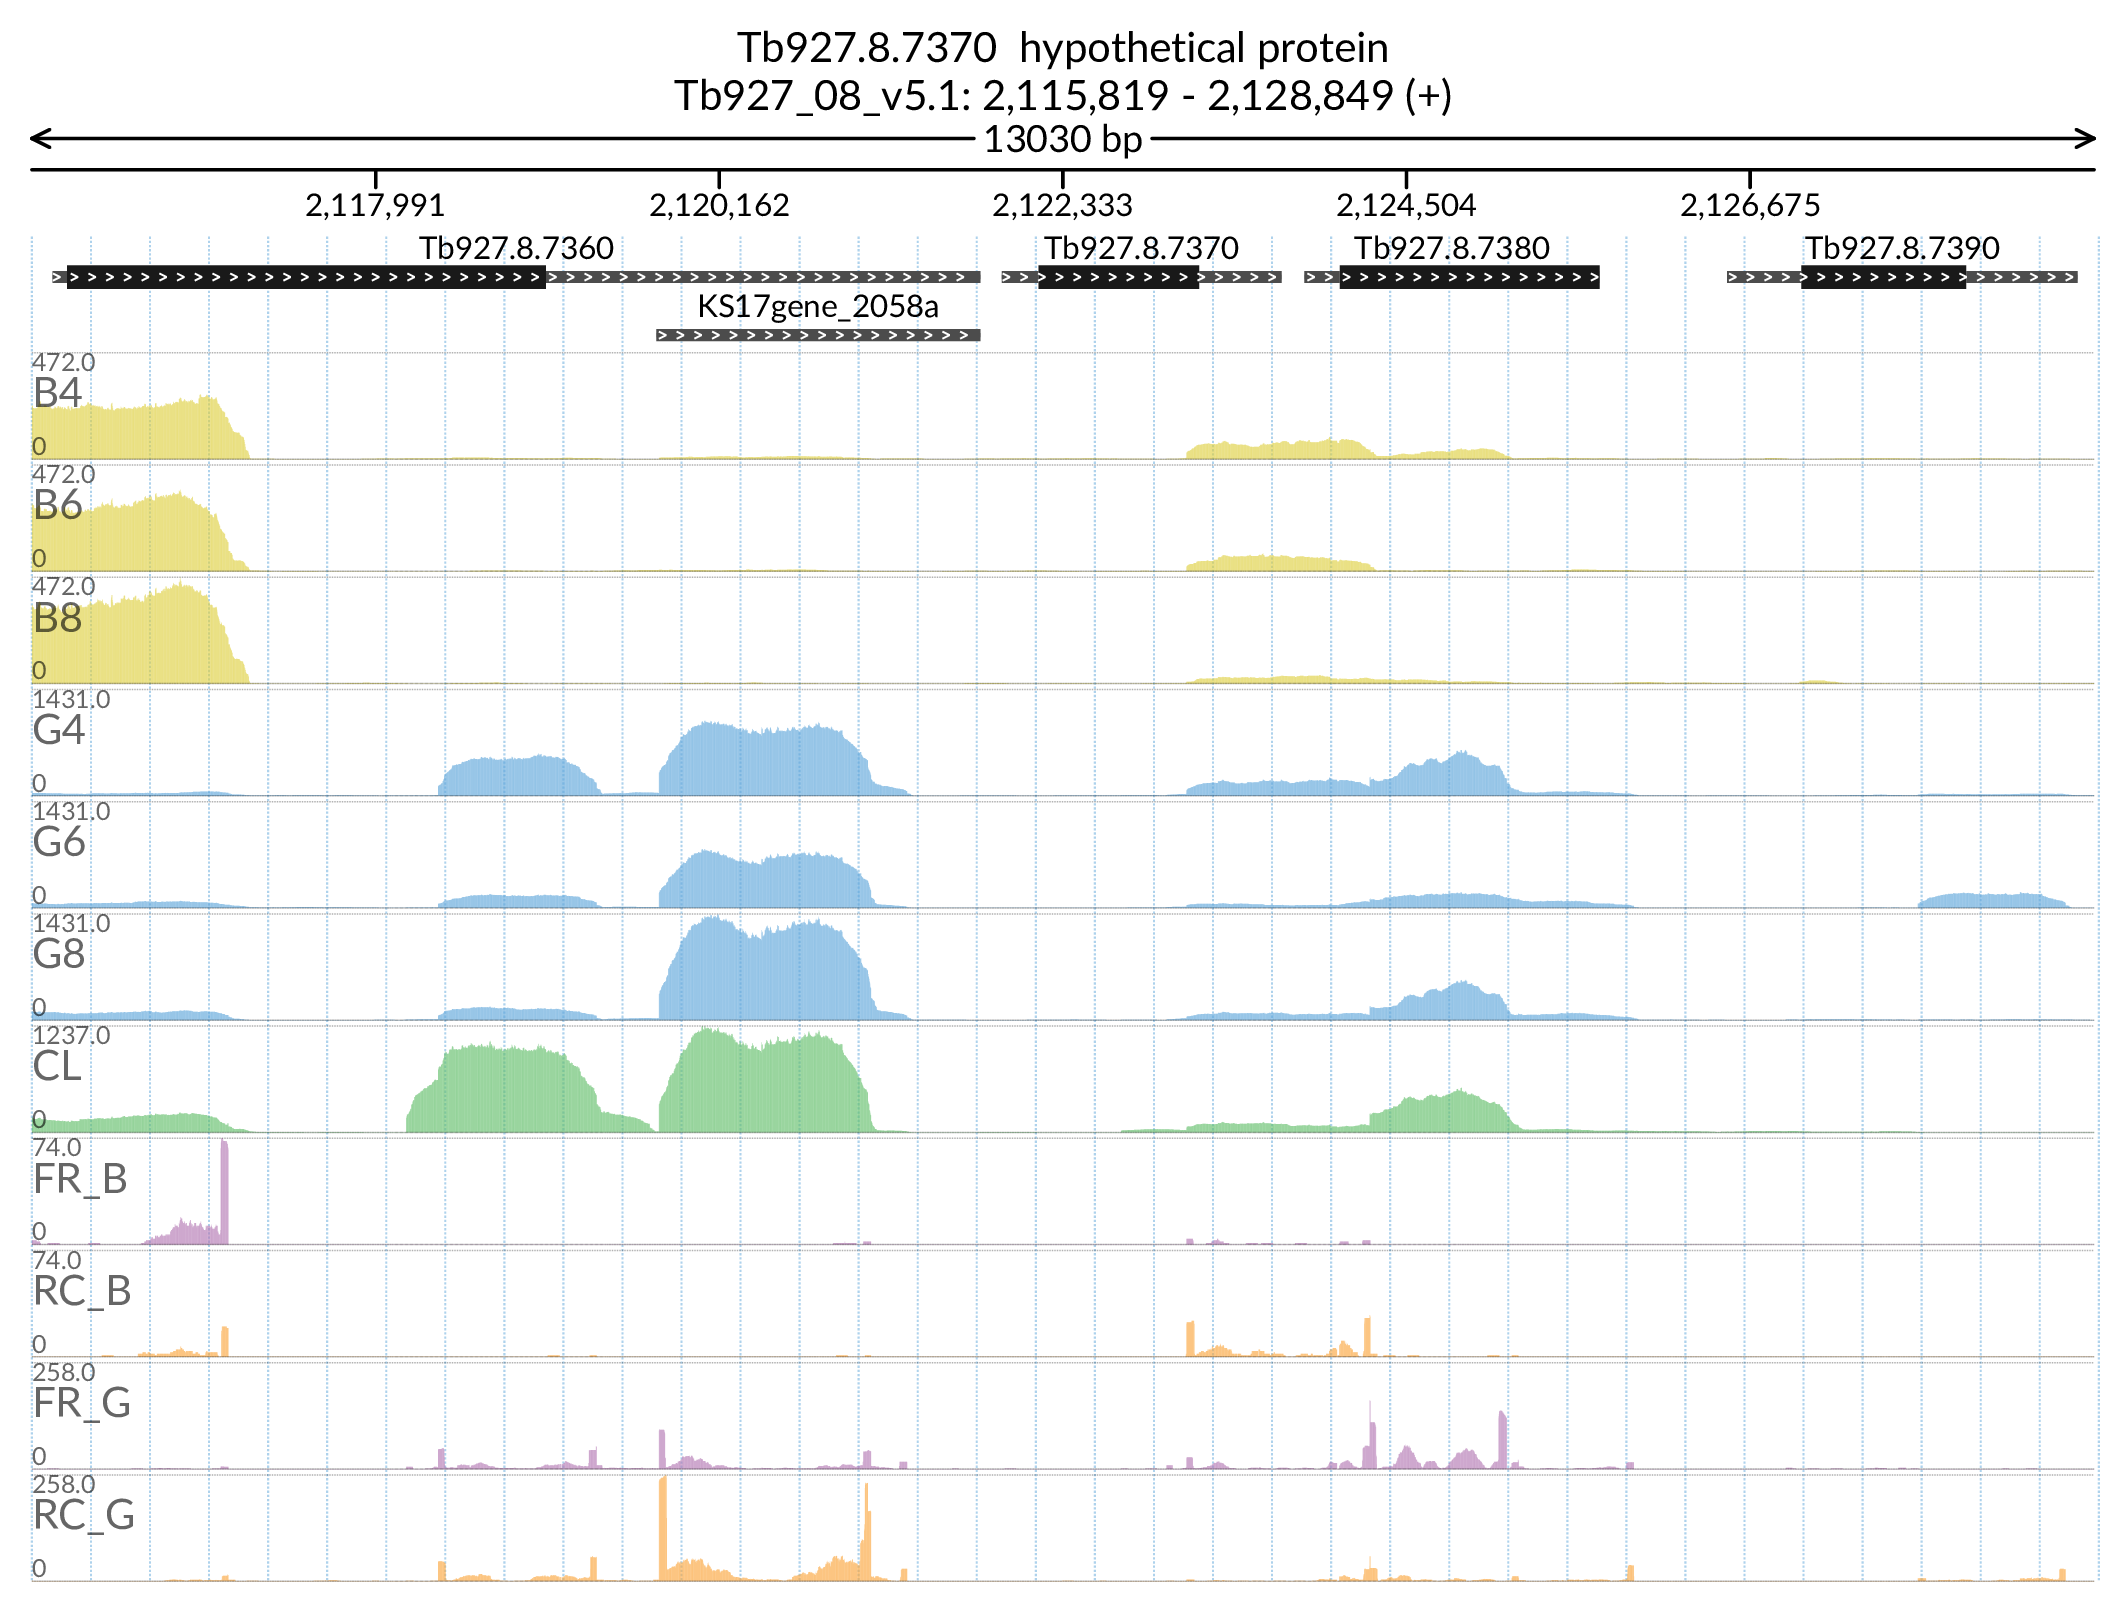 Tb927.8.7370  hypothetical protein
Tb927_08_v5.1: 2,115,819 - 2,128,849 (+)
13030 bp
2,117,991 2,120,162 2,122,333 2,124,504 2,126,675
Tb927.8.7360 Tb927.8.7370 Tb927.8.7380 Tb927.8.7390
KS17gene_2058a
472.0
B4
0
472.0
B6
0
472.0
B8
0
1431.0
G4
0
1431.0
G6
0
1431.0
G8
0
1237.0
CL
0
74.0
FR_B
0
74.0
RC_B
0
258.0
FR_G
0
258.0
RC_G
0